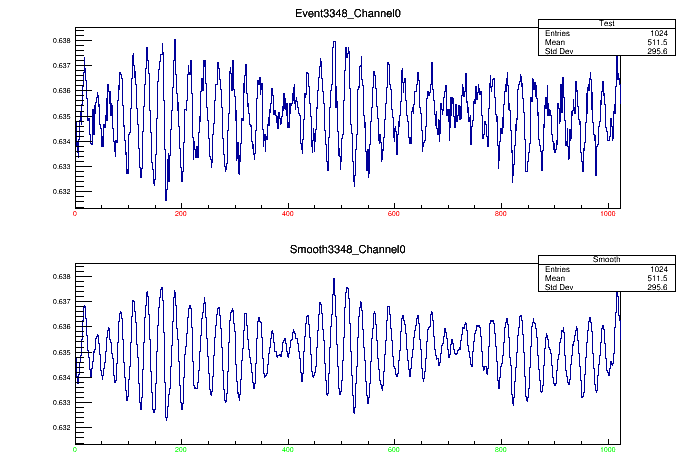 Event3348_Channel0
Test
Entries 1024
Mean 511.5
Std Dev 295.6
0.638
0.637
0.636
0.635
0.634
0.633
0.632
0 200 400 600 800 1000
Smooth3348_Channel0
Smooth
Entries 1024
Mean 511.5
Std Dev 295.6
0.638
0.637
0.636
0.635
0.634
0.633
0.632
0 200 400 600 800 1000